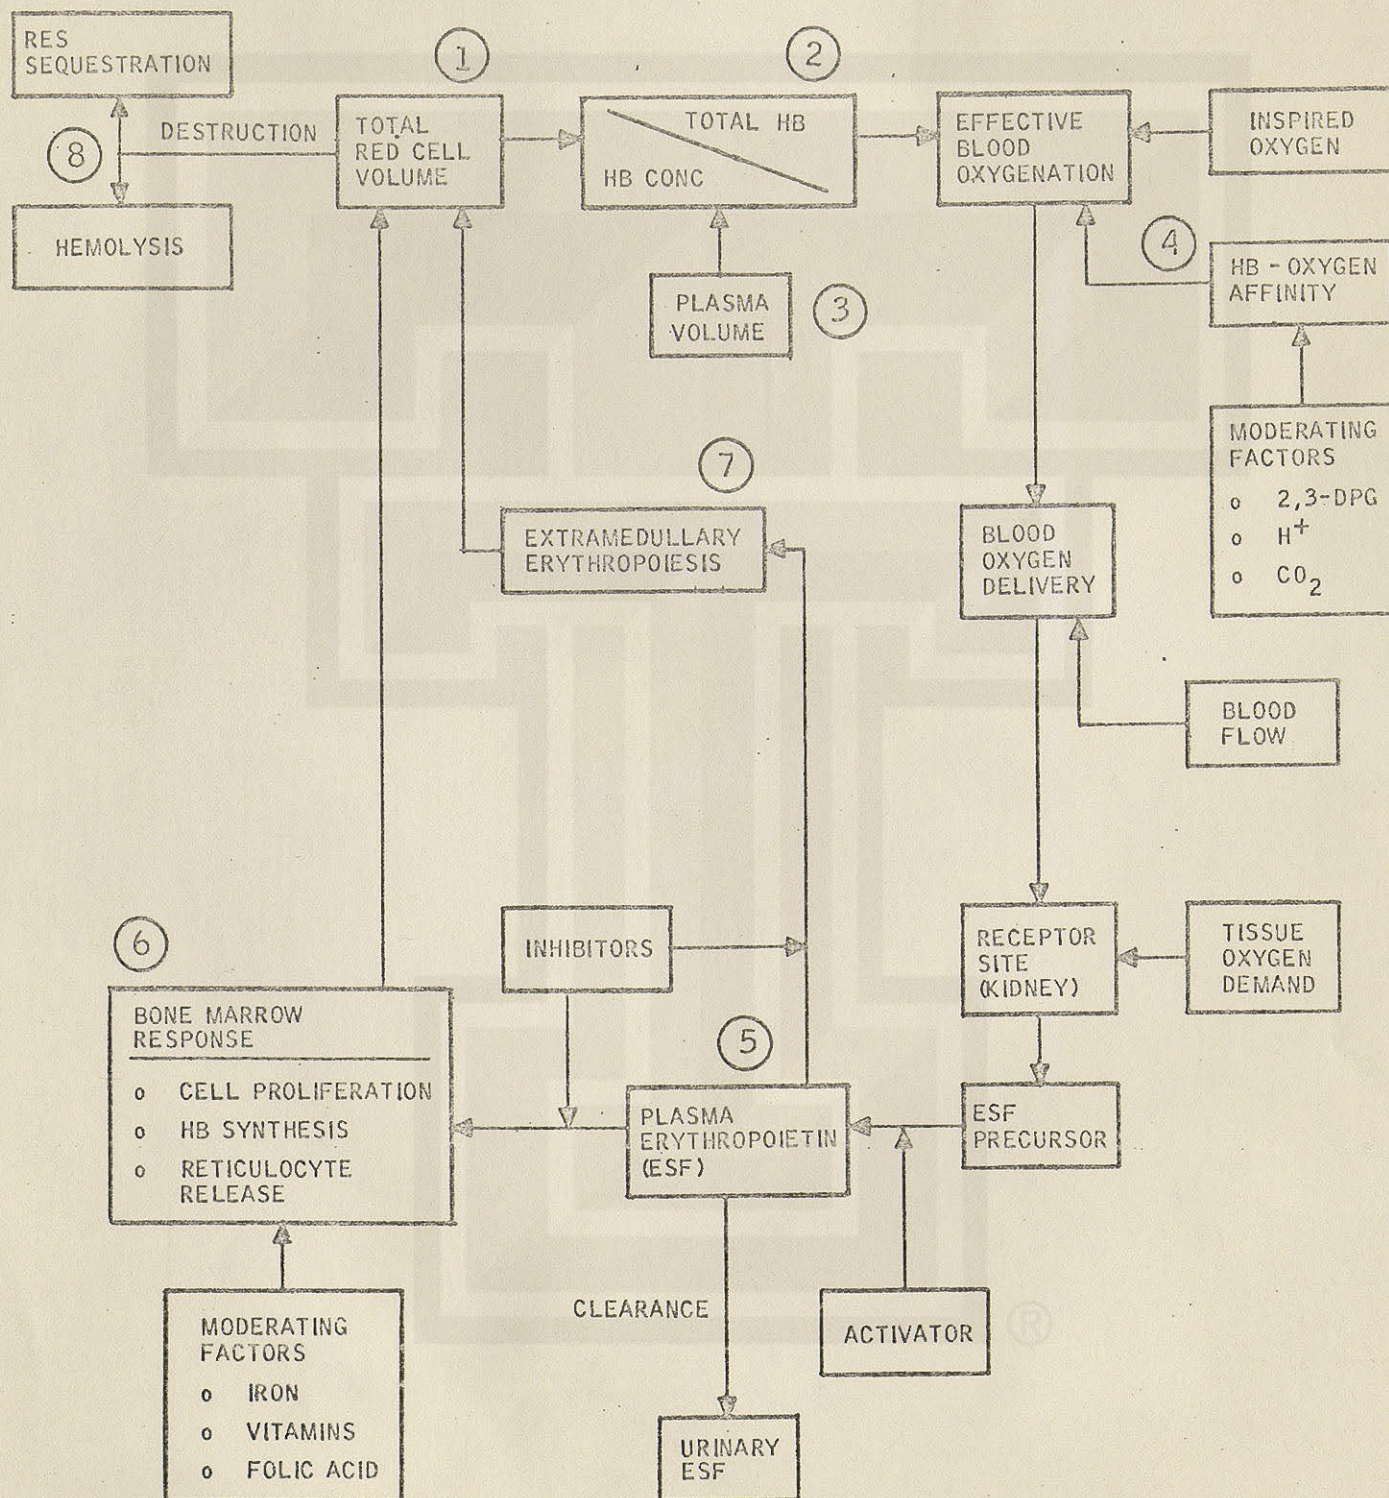 RES
SEQUESTRATION
1
2
8
DESTRUCTION
TOTAL
RED CELL
VOLUME
TOTAL HB
HB CONC
EFFECTIVE
BLOOD
OXYGENATION
INSPIRED
OXYGEN
HEMOLYSIS
PLASMA
VOLUME
3
4
HB - OXYGEN
AFFINITY
MODERATING
FACTORS
o 2,3-DPG
o H+
o CO2
7
EXTRAMEDULLARY
ERYTHROPOIESIS
BLOOD
OXYGEN
DELIVERY
BLOOD
FLOW
6
INHIBITORS
RECEPTOR
SITE
(KIDNEY)
TISSUE
OXYGEN
DEMAND
BONE MARROW
RESPONSE
o CELL PROLIFERATION
o HB SYNTHESIS
o RETICULOCYTE
RELEASE
5
PLASMA
ERYTHROPOIETIN
(ESF)
ESF
PRECURSOR
MODERATING
FACTORS
o IRON
o VITAMINS
o FOLIC ACID
CLEARANCE
ACTIVATOR
®
URINARY
ESF